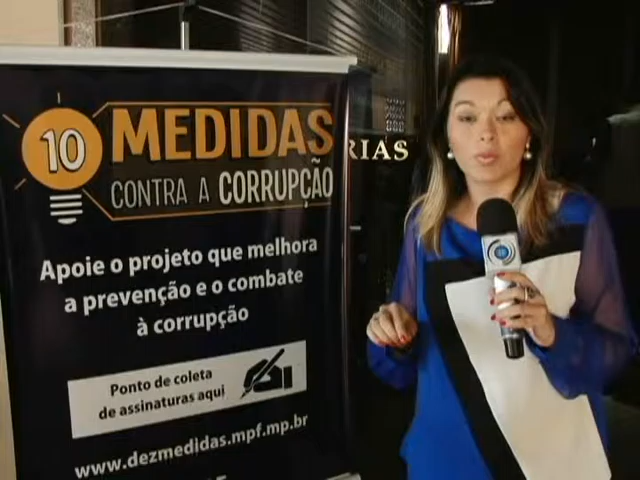 10 MEDIDAS
CONTRA A CORRUPÇÃO
Apoie o projeto que melhora
a prevenção e o combate
à corrupção
Ponto de coleta
de assinaturas aqui
www.dezmedidas.mpf.mp.br
RIAS